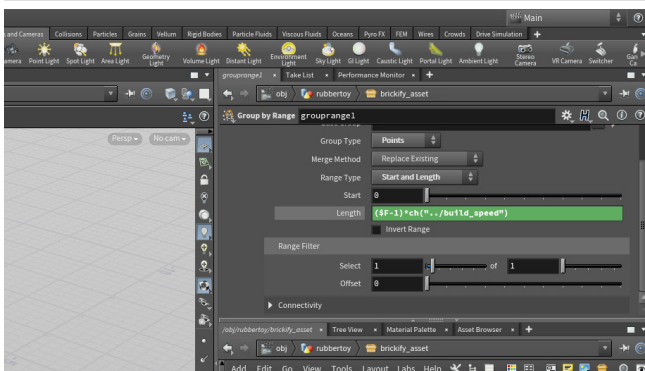 Main
s and Cameras Collisions Particles Grains Vellum Rigid Bodies Particle Fluids Viscous Fluids Oceans Pyro FX FEM Wires Crowds Drive Simulation +
amera Point Light Spot Light Area Light Geometry Light Volume Light Distant Light Environment Light Sky Light GI Light Caustic Light Portal Light Ambient Light Stereo Camera VR Camera Switcher
grouprange1 × Take List × Performance Monitor × +
obj rubbertoy brickify_asset
Group by Range grouprange1
Persp No cam
Group Type Points
Merge Method Replace Existing
Range Type Start and Length
Start 0
Length ($F-1)*ch("../build_speed")
Invert Range
Range Filter
Select 1 of 1
Offset 0
Connectivity
/obj/rubbertoy/brickify_asset × Tree View × Material Palette × Asset Browser × +
obj rubbertoy brickify_asset
Add Edit Go View Tools Layout Labs Help